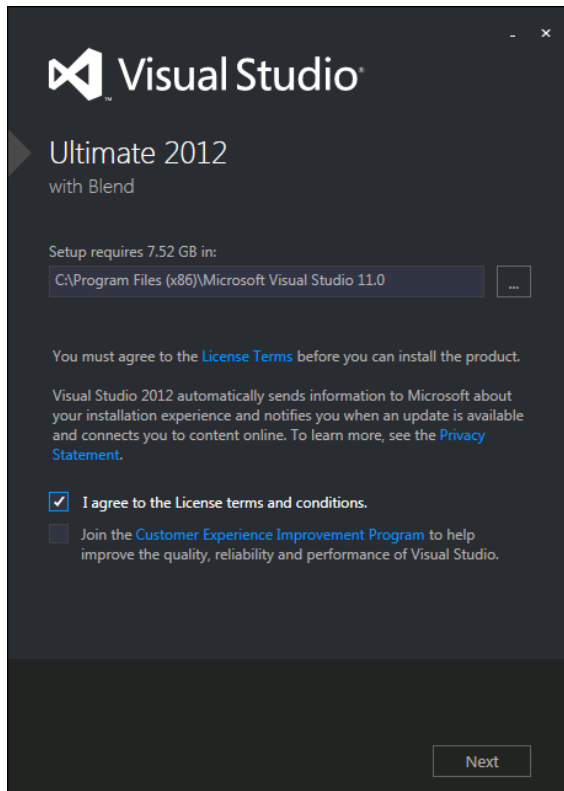 Visual Studio®
™
Ultimate 2012
with Blend
Setup requires 7.52 GB in:
C:\Program Files (x86)\Microsoft Visual Studio 11.0
...
You must agree to the License Terms before you can install the product.
Visual Studio 2012 automatically sends information to Microsoft about
your installation experience and notifies you when an update is available
and connects you to content online. To learn more, see the Privacy
Statement.
I agree to the License terms and conditions.
Join the Customer Experience Improvement Program to help
improve the quality, reliability and performance of Visual Studio.
Next